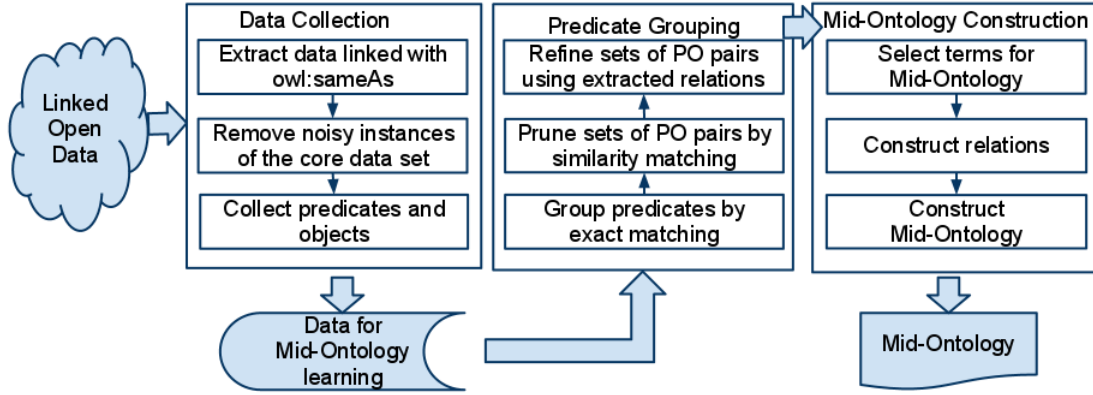 Linked
Open
Data
Data Collection
Extract data linked with
owl:sameAs
Remove noisy instances
of the core data set
Collect predicates and
objects
Data for
Mid-Ontology
learning
Predicate Grouping
Refine sets of PO pairs
using extracted relations
Prune sets of PO pairs by
similarity matching
Group predicates by
exact matching
Mid-Ontology Construction
Select terms for
Mid-Ontology
Construct relations
Construct
Mid-Ontology
Mid-Ontology